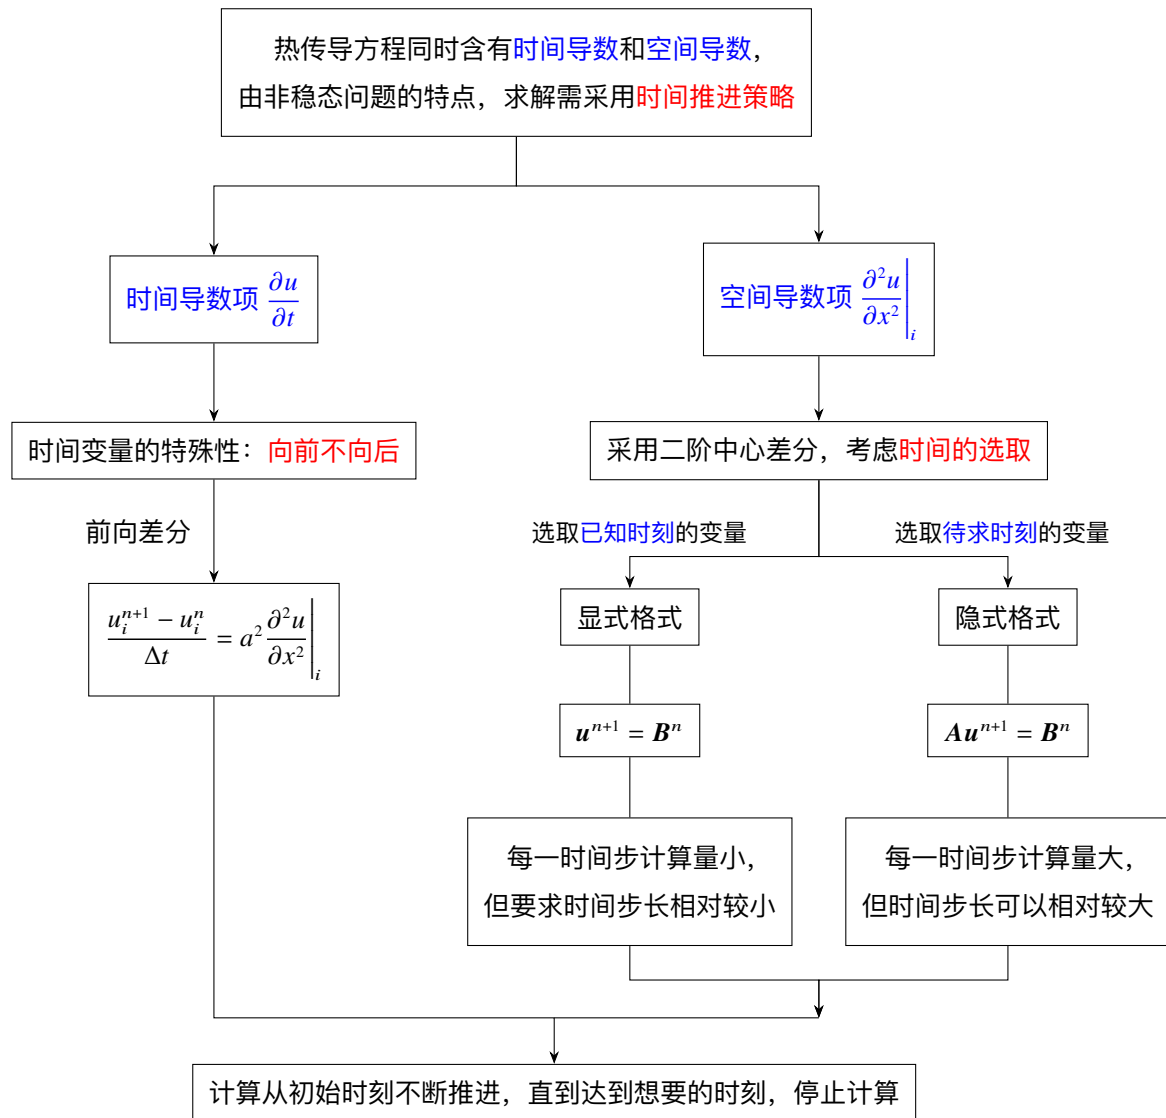 热传导方程同时含有时间导数和空间导数，
由非稳态问题的特点，求解需采用时间推进策略
时间导数项 ∂u/∂t
空间导数项 ∂²u/∂x²|_i
时间变量的特殊性：向前不向后
采用二阶中心差分，考虑时间的选取
前向差分
选取已知时刻的变量
选取待求时刻的变量
(u_i^{n+1} − u_i^n)/Δt = a² ∂²u/∂x²|_i
显式格式
隐式格式
u^{n+1} = B^n
Au^{n+1} = B^n
每一时间步计算量小，
但要求时间步长相对较小
每一时间步计算量大，
但时间步长可以相对较大
计算从初始时刻不断推进，直到达到想要的时刻，停止计算